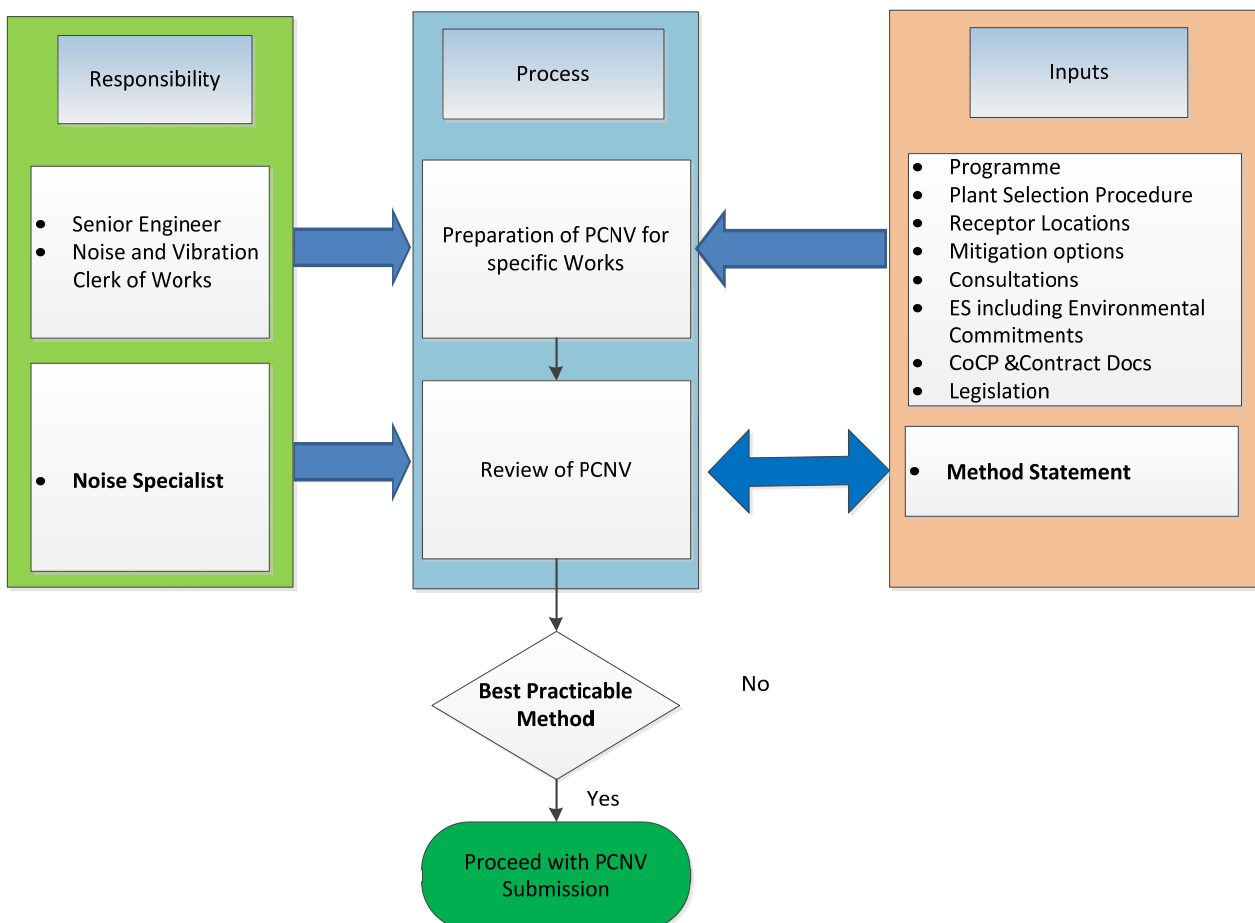 Responsibility
Process
Inputs
• Senior Engineer
• Noise and Vibration
Clerk of Works
Preparation of PCNV for
specific Works
• Programme
• Plant Selection Procedure
• Receptor Locations
• Mitigation options
• Consultations
• ES including Environmental
Commitments
• CoCP &Contract Docs
• Legislation
• Noise Specialist
Review of PCNV
• Method Statement
Best Practicable
Method
No
Yes
Proceed with PCNV
Submission